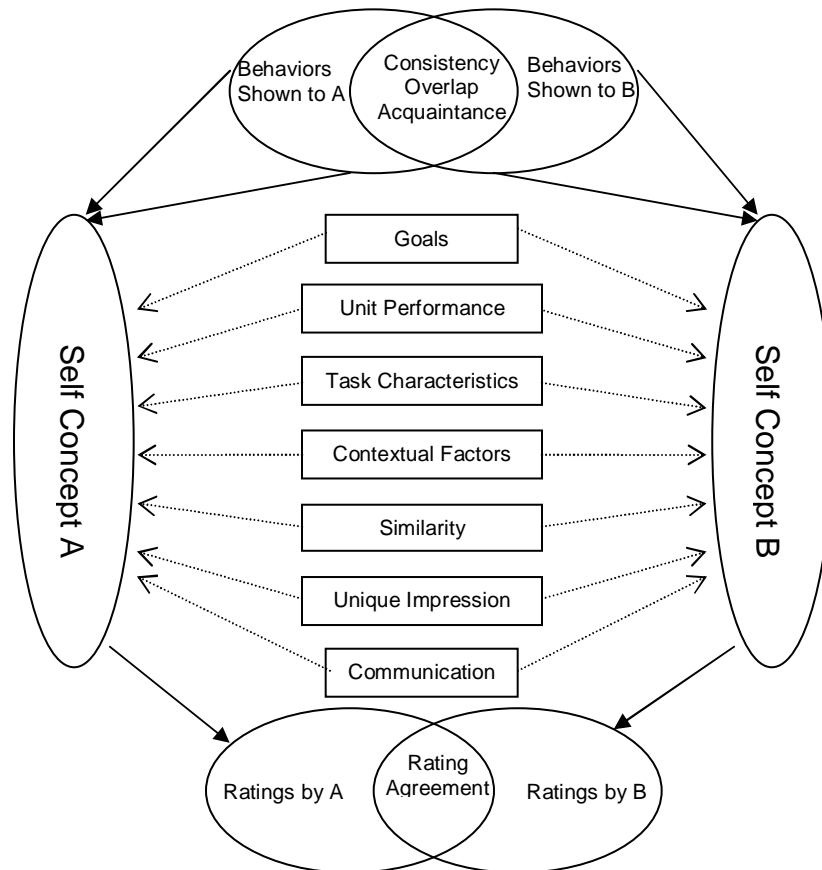 Behaviors
Shown to A
Consistency
Overlap
Acquaintance
Behaviors
Shown to B
Goals
Unit Performance
Task Characteristics
Contextual Factors
Similarity
Unique Impression
Communication
Self Concept A
Self Concept B
Ratings by A
Rating
Agreement
Ratings by B